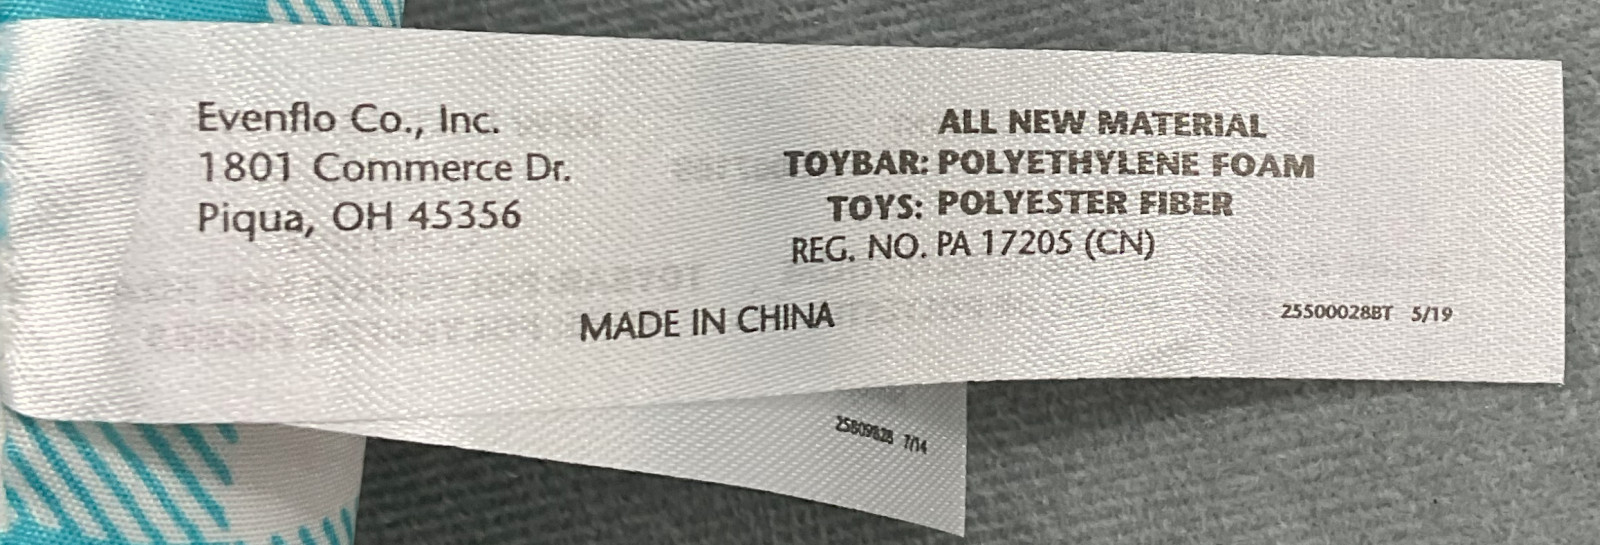 Evenflo Co., Inc.
1801 Commerce Dr.
Piqua, OH 45356
ALL NEW MATERIAL
TOYBAR: POLYETHYLENE FOAM
TOYS: POLYESTER FIBER
REG. NO. PA 17205 (CN)
MADE IN CHINA
25500028BT 5/19
25809828 7/14